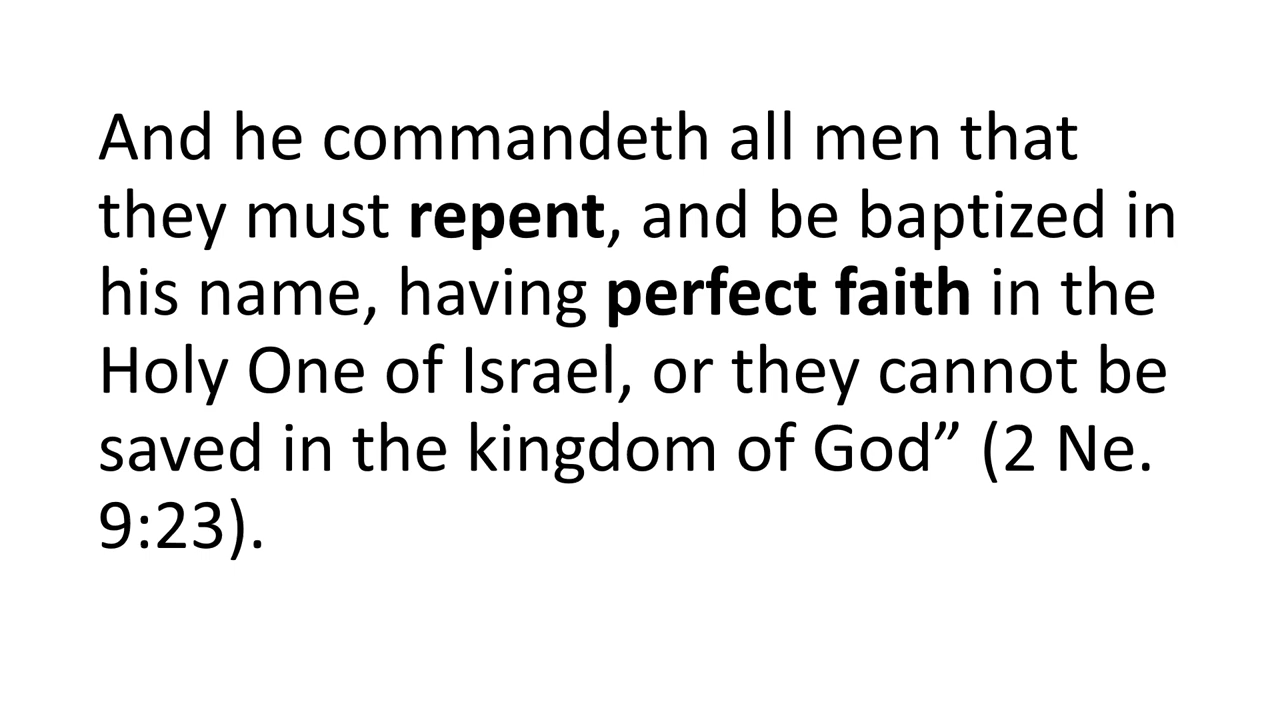 And he commandeth all men that
they must repent, and be baptized in
his name, having perfect faith in the
Holy One of Israel, or they cannot be
saved in the kingdom of God” (2 Ne.
9:23).